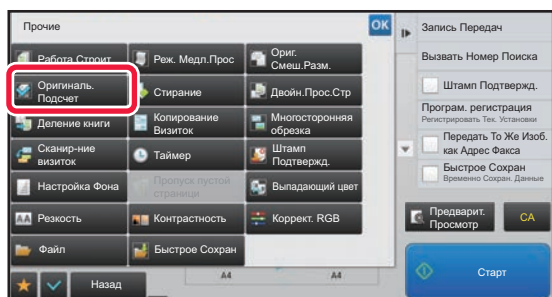 Прочие
OK
Работа Строит
Реж. Медл.Прос
Ориг.
Смеш.Разм.
Оригиналь.
Подсчет
Стирание
Двойн.Прос.Стр
Деление книги
Копирование
Визиток
Многосторонняя
обрезка
Сканир-ние
визиток
Таймер
Штамп
Подтвержд.
Настройка Фона
Пропуск пустой
страници
Выпадающий цвет
Резкость
Контрастность
Коррект. RGB
Файл
Быстрое Сохран
Назад
A4
A4
Запись Передач
Вызвать Номер Поиска
Штамп Подтвержд.
Програм. регистрация
Регистрировать Тек. Установки
Передать То Же Изоб.
как Адрес Факса
Быстрое Сохран
Временно Сохран. Данные
Предварит.
Просмотр
CA
Старт